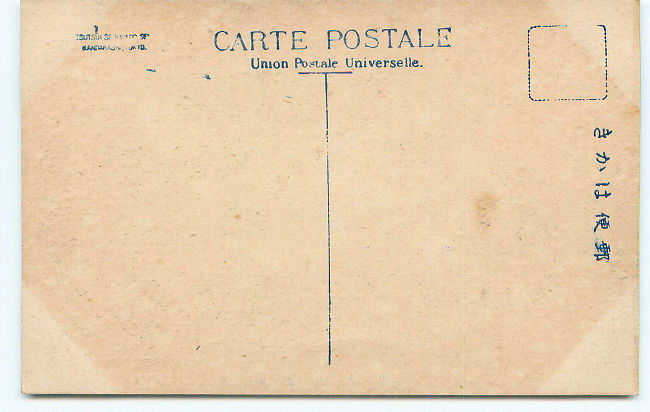 CARTE POSTALE
Union Postale Universelle.
きかは便郵